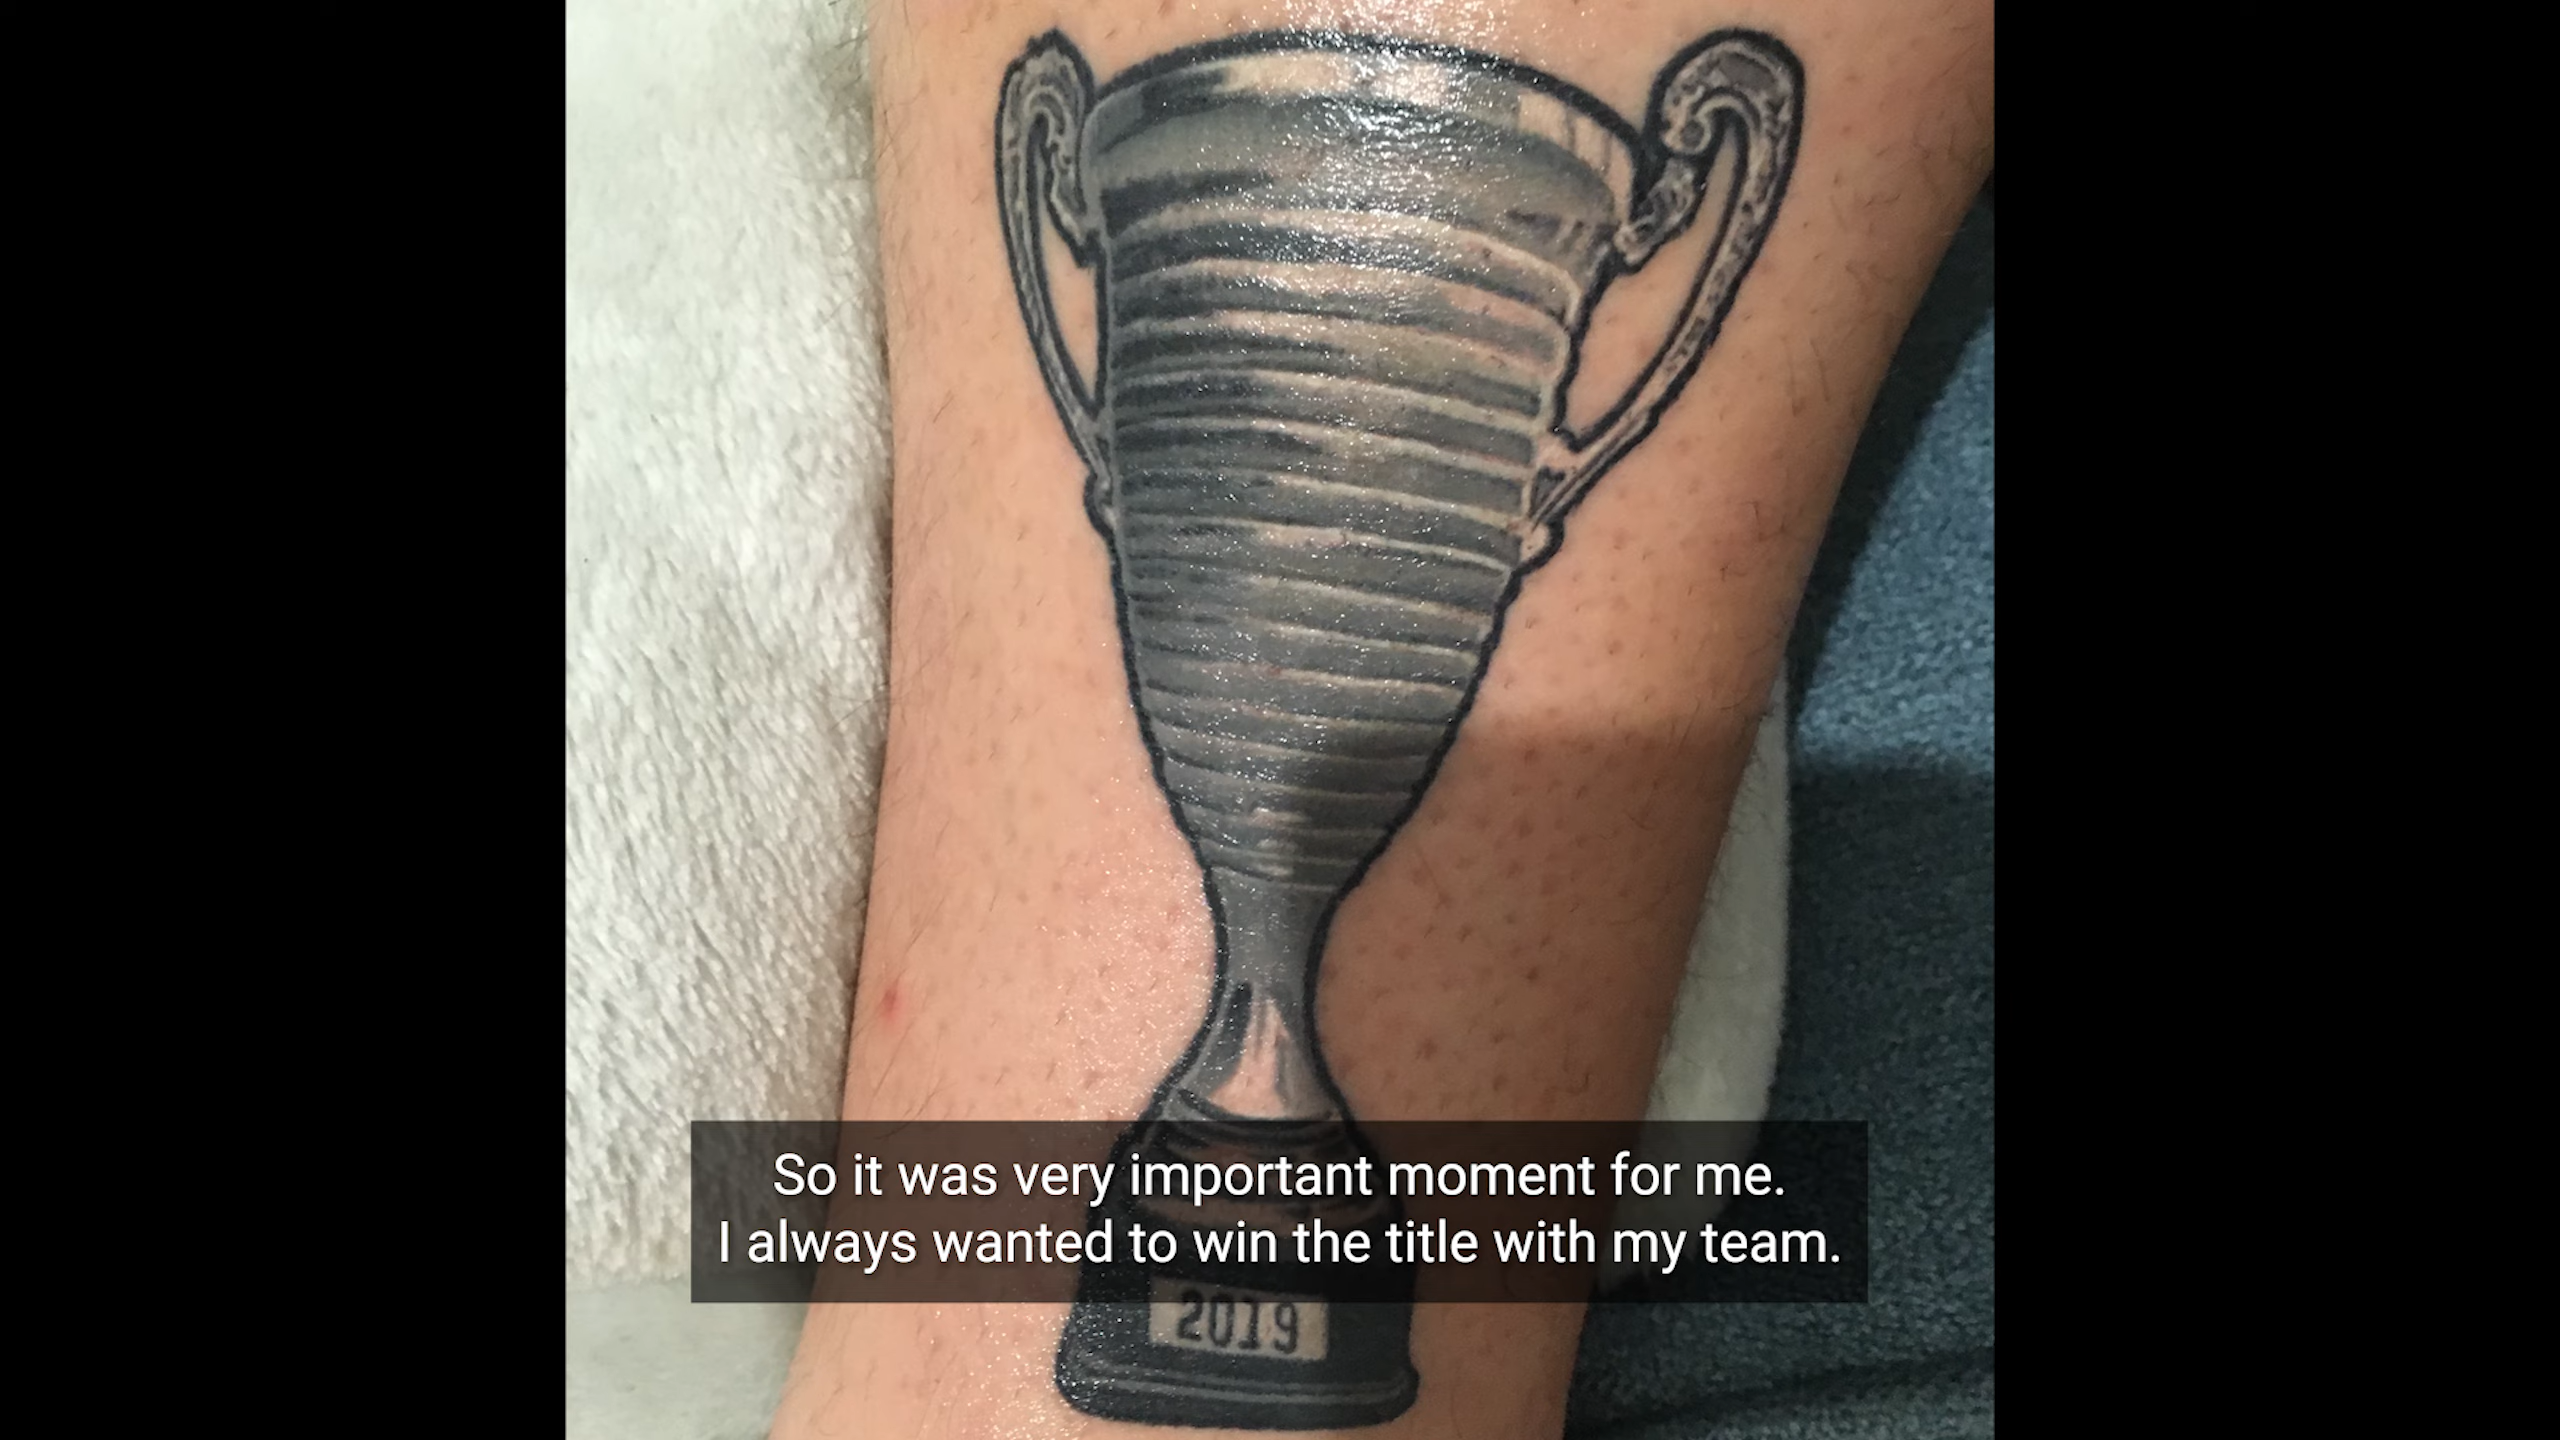 So it was very important moment for me.
I always wanted to win the title with my team.
2019